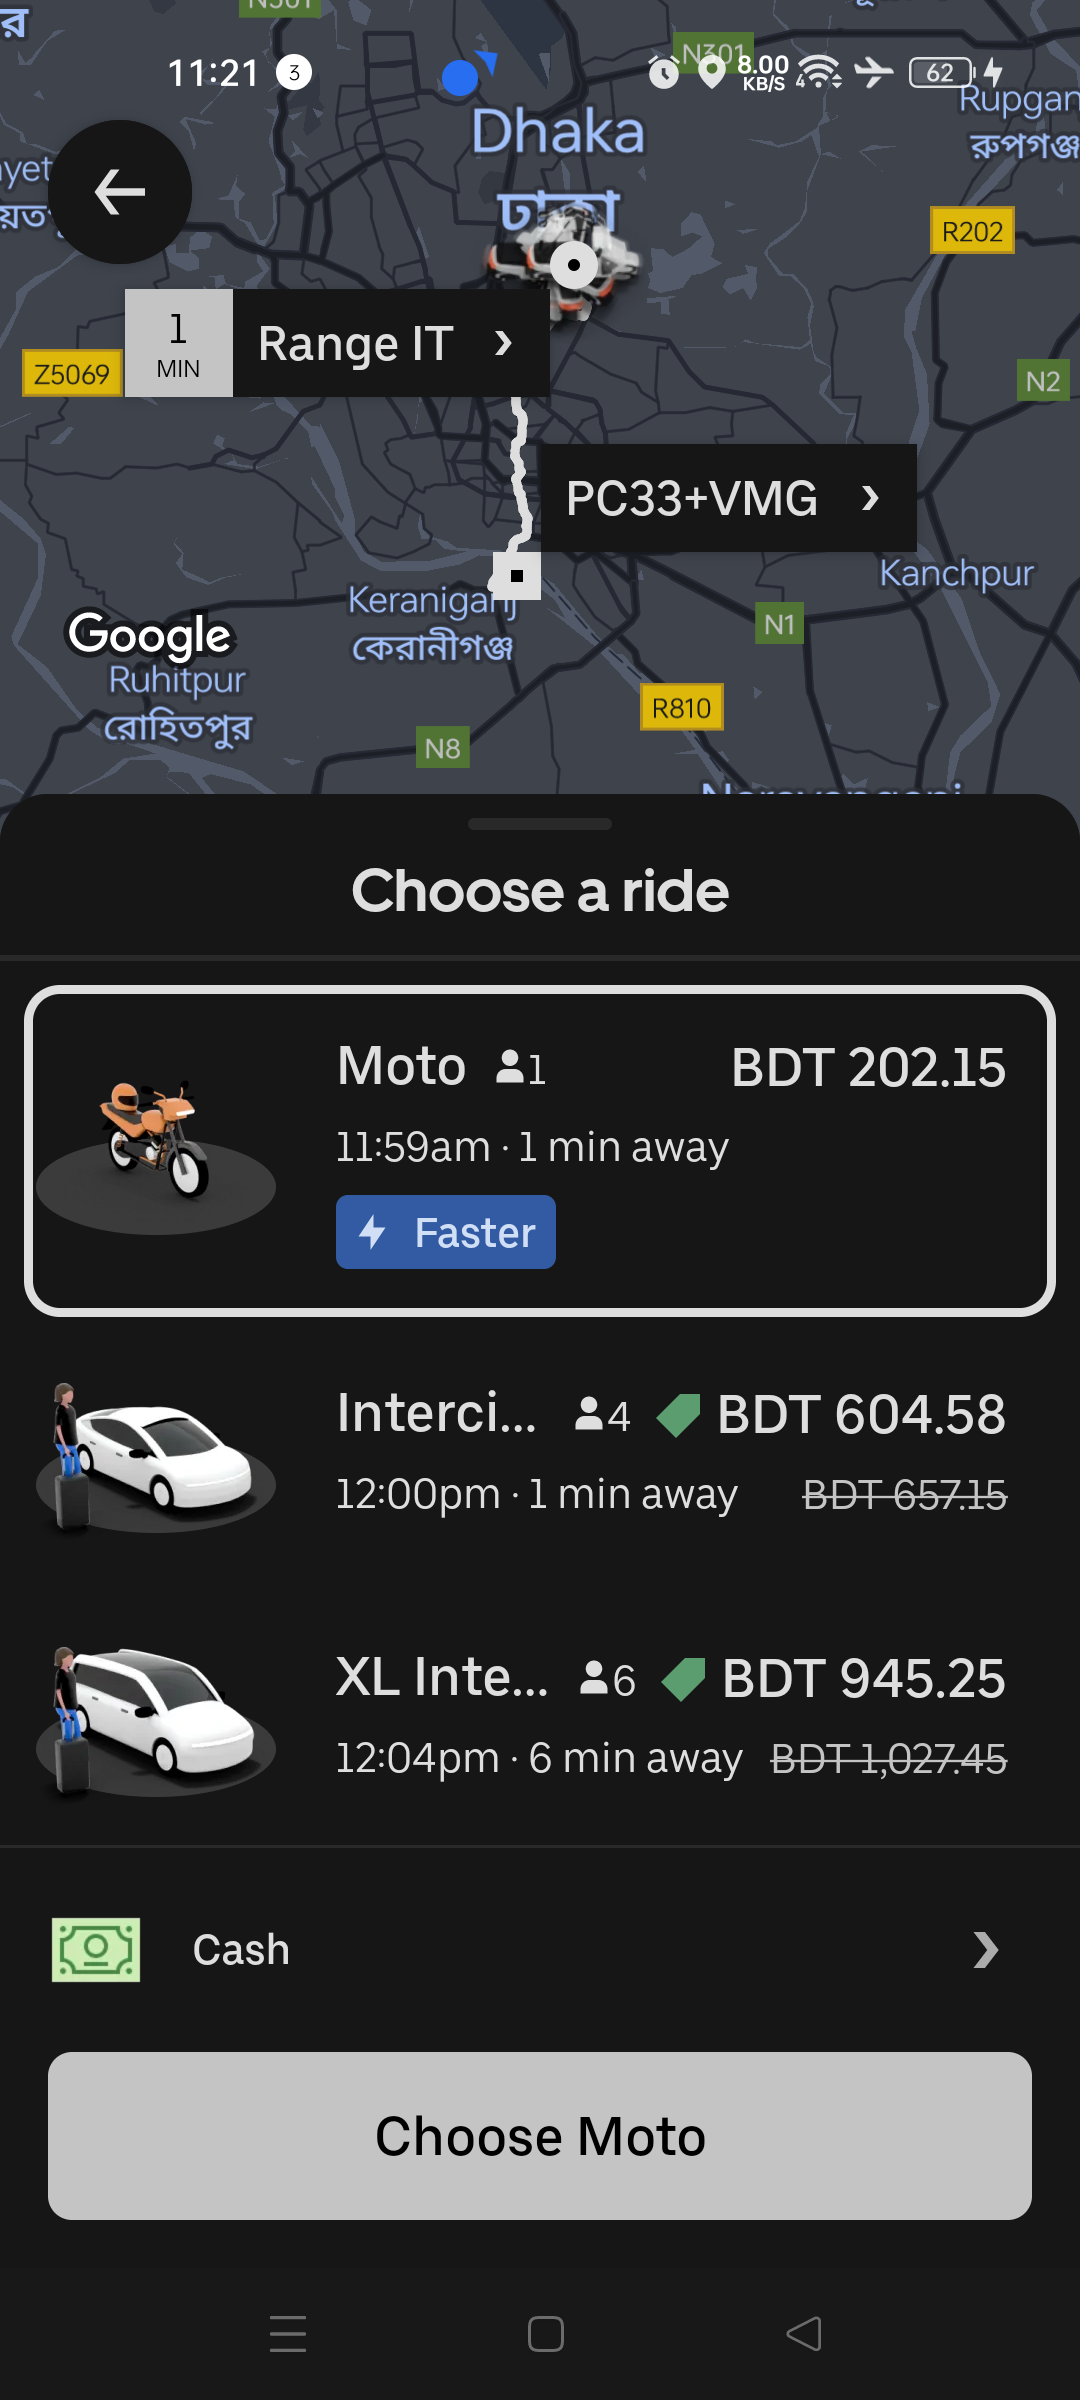 11:21
3
N301
8.00
KB/S
4
62
Dhaka
ঢাকা
রূপগঞ্জ
R202
1
MIN
Range IT
Z5069
N2
PC33+VMG
Kanchpur
Keraniganj
কেরানীগঞ্জ
N1
Google
Ruhitpur
রোহিতপুর
R810
N8
Choose a ride
Moto 1 BDT 202.15
11:59am · 1 min away
Faster
Interci... 4 BDT 604.58
12:00pm · 1 min away BDT 657.15
XL Inte... 6 BDT 945.25
12:04pm · 6 min away BDT 1,027.45
Cash
Choose Moto